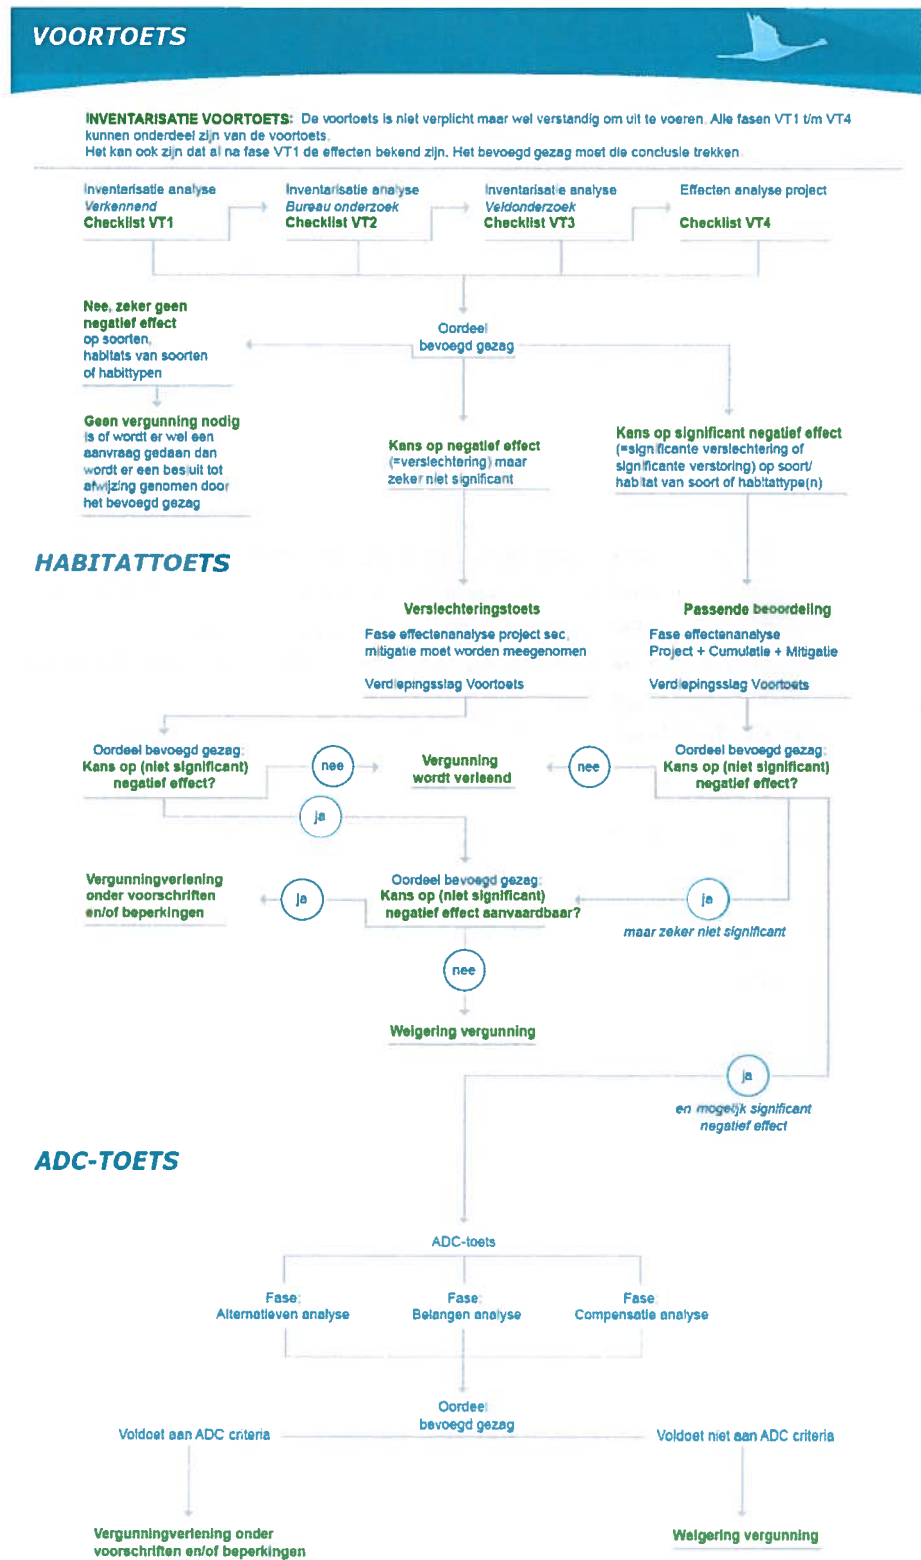 VOORTOETS
INVENTARISATIE VOORTOETS: De voortoets is niet verplicht maar wel verstandig om uit te voeren. Alle fasen VT1 t/m VT4
kunnen onderdeel zijn van de voortoets.
Het kan ook zijn dat al na fase VT1 de effecten bekend zijn. Het bevoegd gezag moet die conclusie trekken
Inventarisatie analyse
Verkennend
Checklist VT1
Inventarisatie analyse
Bureau onderzoek
Checklist VT2
Inventarisatie analyse
Veldonderzoek
Checklist VT3
Effecten analyse project
Checklist VT4
Oordeel
bevoegd gezag
Nee, zeker geen
negatief effect
op soorten,
habitats van soorten
of habittypen
Geen vergunning nodig
is of wordt er wel een
aanvraag gedaan dan
wordt er een besluit tot
afwijzing genomen door
het bevoegd gezag
Kans op negatief effect
(=verslechtering) maar
zeker niet significant
Kans op significant negatief effect
(=significante verslechtering of
significante verstoring) op soort/
habitat van soort of habitattype(n)
HABITATTOETS
Verslechteringstoets
Fase effectenanalyse project sec,
mitigatie moet worden meegenomen
Verdiepingsslag Voortoets
Passende beoordeling
Fase effectenanalyse
Project + Cumulatie + Mitigatie
Verdiepingsslag Voortoets
Oordeel bevoegd gezag:
Kans op (niet significant)
negatief effect?
nee
Vergunning
wordt verleend
nee
Oordeel bevoegd gezag:
Kans op (niet significant)
negatief effect?
ja
Vergunningverlening
onder voorschriften
en/of beperkingen
ja
Oordeel bevoegd gezag:
Kans op (niet significant)
negatief effect aanvaardbaar?
ja
maar zeker niet significant
nee
Weigering vergunning
ja
en mogelijk significant
negatief effect
ADC-TOETS
ADC-toets
Fase:
Alternatieven analyse
Fase:
Belangen analyse
Fase:
Compensatie analyse
Oordeel
bevoegd gezag
Voldoet aan ADC criteria
Voldoet niet aan ADC criteria
Vergunningverlening onder
voorschriften en/of beperkingen
Weigering vergunning